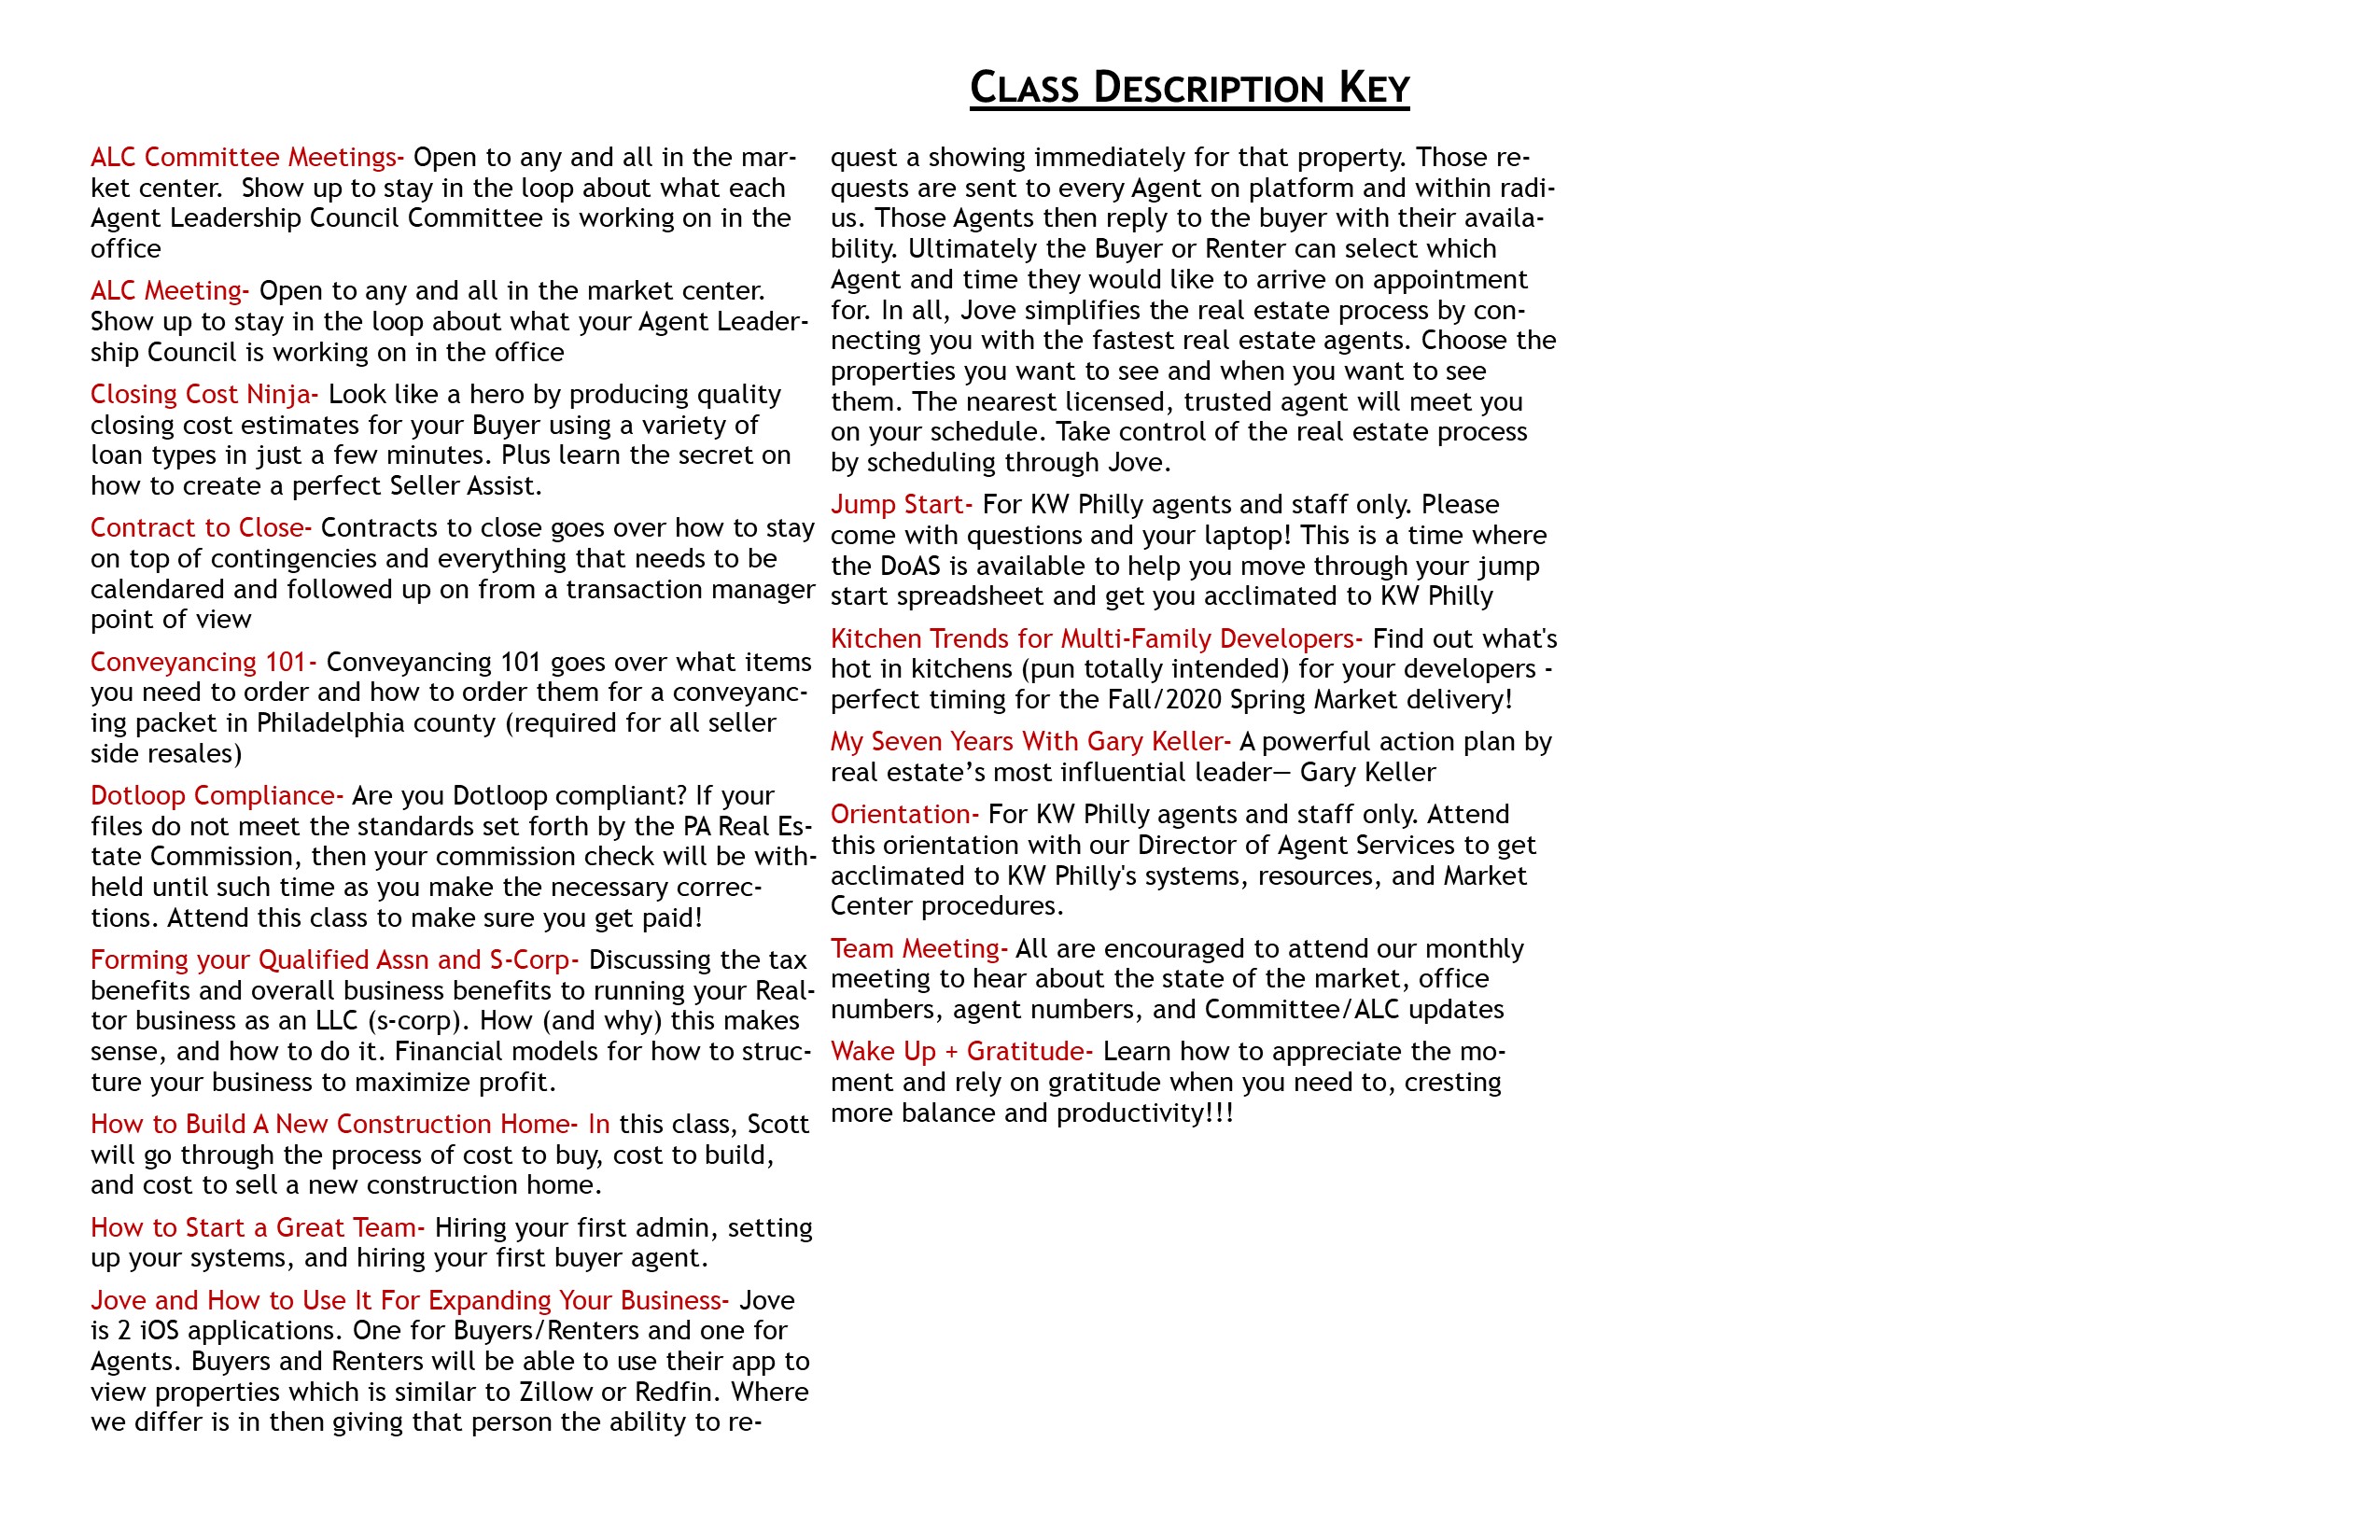 CLASS DESCRIPTION KEY
ALC Committee Meetings- Open to any and all in the mar-
ket center.  Show up to stay in the loop about what each
Agent Leadership Council Committee is working on in the
office
ALC Meeting- Open to any and all in the market center.
Show up to stay in the loop about what your Agent Leader-
ship Council is working on in the office
Closing Cost Ninja- Look like a hero by producing quality
closing cost estimates for your Buyer using a variety of
loan types in just a few minutes. Plus learn the secret on
how to create a perfect Seller Assist.
Contract to Close- Contracts to close goes over how to stay
on top of contingencies and everything that needs to be
calendared and followed up on from a transaction manager
point of view
Conveyancing 101- Conveyancing 101 goes over what items
you need to order and how to order them for a conveyanc-
ing packet in Philadelphia county (required for all seller
side resales)
Dotloop Compliance- Are you Dotloop compliant? If your
files do not meet the standards set forth by the PA Real Es-
tate Commission, then your commission check will be with-
held until such time as you make the necessary correc-
tions. Attend this class to make sure you get paid!
Forming your Qualified Assn and S-Corp- Discussing the tax
benefits and overall business benefits to running your Real-
tor business as an LLC (s-corp). How (and why) this makes
sense, and how to do it. Financial models for how to struc-
ture your business to maximize profit.
How to Build A New Construction Home- In this class, Scott
will go through the process of cost to buy, cost to build,
and cost to sell a new construction home.
How to Start a Great Team- Hiring your first admin, setting
up your systems, and hiring your first buyer agent.
Jove and How to Use It For Expanding Your Business- Jove
is 2 iOS applications. One for Buyers/Renters and one for
Agents. Buyers and Renters will be able to use their app to
view properties which is similar to Zillow or Redfin. Where
we differ is in then giving that person the ability to re-
quest a showing immediately for that property. Those re-
quests are sent to every Agent on platform and within radi-
us. Those Agents then reply to the buyer with their availa-
bility. Ultimately the Buyer or Renter can select which
Agent and time they would like to arrive on appointment
for. In all, Jove simplifies the real estate process by con-
necting you with the fastest real estate agents. Choose the
properties you want to see and when you want to see
them. The nearest licensed, trusted agent will meet you
on your schedule. Take control of the real estate process
by scheduling through Jove.
Jump Start- For KW Philly agents and staff only. Please
come with questions and your laptop! This is a time where
the DoAS is available to help you move through your jump
start spreadsheet and get you acclimated to KW Philly
Kitchen Trends for Multi-Family Developers- Find out what's
hot in kitchens (pun totally intended) for your developers -
perfect timing for the Fall/2020 Spring Market delivery!
My Seven Years With Gary Keller- A powerful action plan by
real estate’s most influential leader— Gary Keller
Orientation- For KW Philly agents and staff only. Attend
this orientation with our Director of Agent Services to get
acclimated to KW Philly's systems, resources, and Market
Center procedures.
Team Meeting- All are encouraged to attend our monthly
meeting to hear about the state of the market, office
numbers, agent numbers, and Committee/ALC updates
Wake Up + Gratitude- Learn how to appreciate the mo-
ment and rely on gratitude when you need to, cresting
more balance and productivity!!!